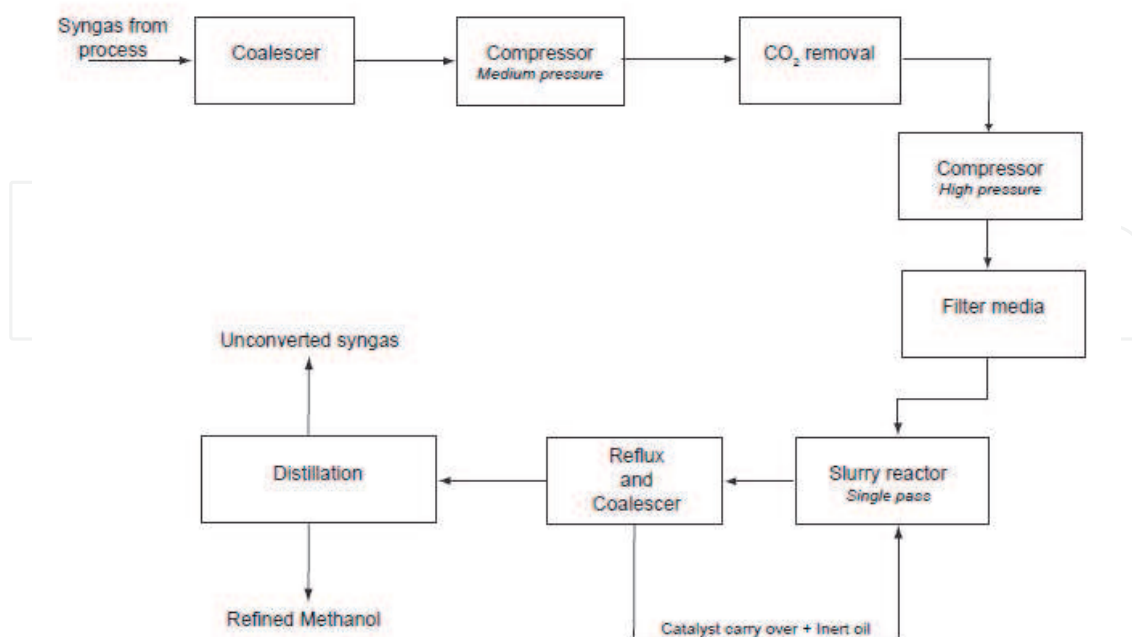 Syngas from
process
Coalescer
Compressor
Medium pressure
CO₂ removal
Compressor
High pressure
Filter media
Unconverted syngas
Distillation
Reflux
and
Coalescer
Slurry reactor
Single pass
Refined Methanol
Catalyst carry over + Inert oil